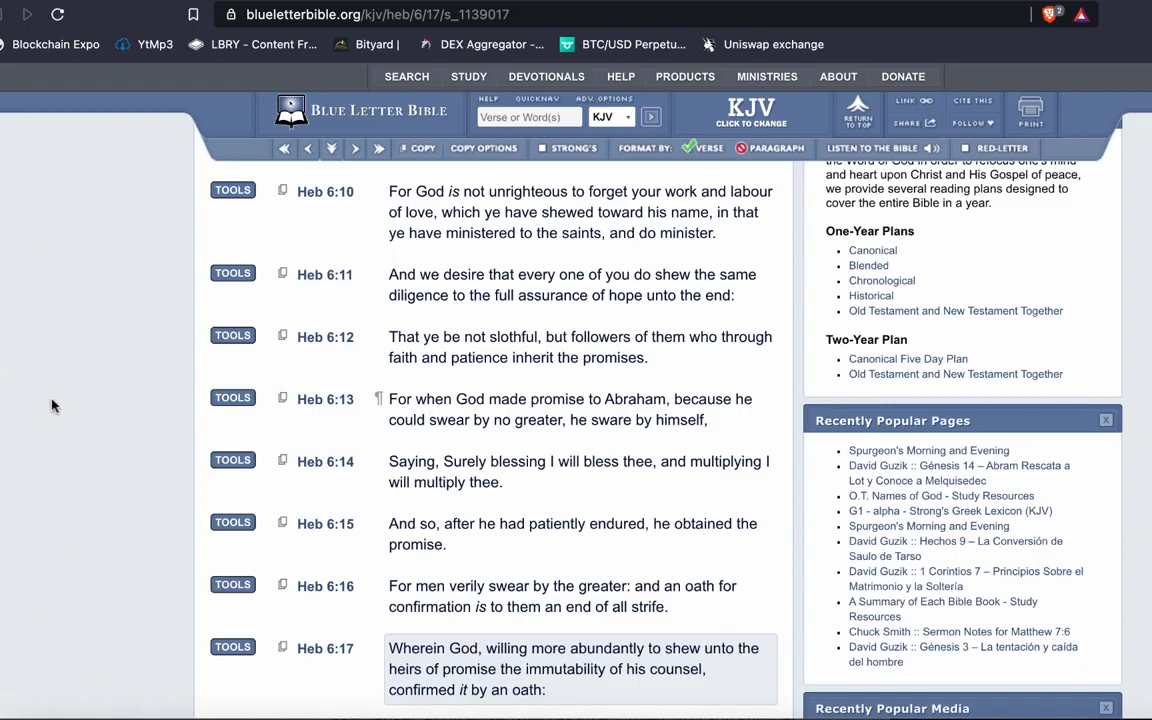 blueletterbible.org/kjv/heb/6/17/s_1139017
2
Blockchain Expo YtMp3 LBRY - Content Fr... Bityard | DEX Aggregator -... BTC/USD Perpetu... Uniswap exchange
SEARCH STUDY DEVOTIONALS HELP PRODUCTS MINISTRIES ABOUT DONATE
BLUE LETTER BIBLE
HELP QUICKNAV ADV. OPTIONS
Verse or Word(s) KJV
KJV
CLICK TO CHANGE
RETURN
TO TOP
LINK CITE THIS
SHARE FOLLOW
PRINT
COPY COPY OPTIONS STRONG'S FORMAT BY: VERSE PARAGRAPH LISTEN TO THE BIBLE RED-LETTER
TOOLS Heb 6:10 For God is not unrighteous to forget your work and labour
of love, which ye have shewed toward his name, in that
ye have ministered to the saints, and do minister.
TOOLS Heb 6:11 And we desire that every one of you do shew the same
diligence to the full assurance of hope unto the end:
TOOLS Heb 6:12 That ye be not slothful, but followers of them who through
faith and patience inherit the promises.
TOOLS Heb 6:13 ¶ For when God made promise to Abraham, because he
could swear by no greater, he sware by himself,
TOOLS Heb 6:14 Saying, Surely blessing I will bless thee, and multiplying I
will multiply thee.
TOOLS Heb 6:15 And so, after he had patiently endured, he obtained the
promise.
TOOLS Heb 6:16 For men verily swear by the greater: and an oath for
confirmation is to them an end of all strife.
TOOLS Heb 6:17 Wherein God, willing more abundantly to shew unto the
heirs of promise the immutability of his counsel,
confirmed it by an oath:
the Word of God in order to refocus one's mind
and heart upon Christ and His Gospel of peace,
we provide several reading plans designed to
cover the entire Bible in a year.
One-Year Plans
Canonical
Blended
Chronological
Historical
Old Testament and New Testament Together
Two-Year Plan
Canonical Five Day Plan
Old Testament and New Testament Together
Recently Popular Pages
Spurgeon's Morning and Evening
David Guzik :: Génesis 14 – Abram Rescata a
Lot y Conoce a Melquisedec
O.T. Names of God - Study Resources
G1 - alpha - Strong's Greek Lexicon (KJV)
Spurgeon's Morning and Evening
David Guzik :: Hechos 9 – La Conversión de
Saulo de Tarso
David Guzik :: 1 Corintios 7 – Principios Sobre el
Matrimonio y la Soltería
A Summary of Each Bible Book - Study
Resources
Chuck Smith :: Sermon Notes for Matthew 7:6
David Guzik :: Génesis 3 – La tentación y caída
del hombre
Recently Popular Media